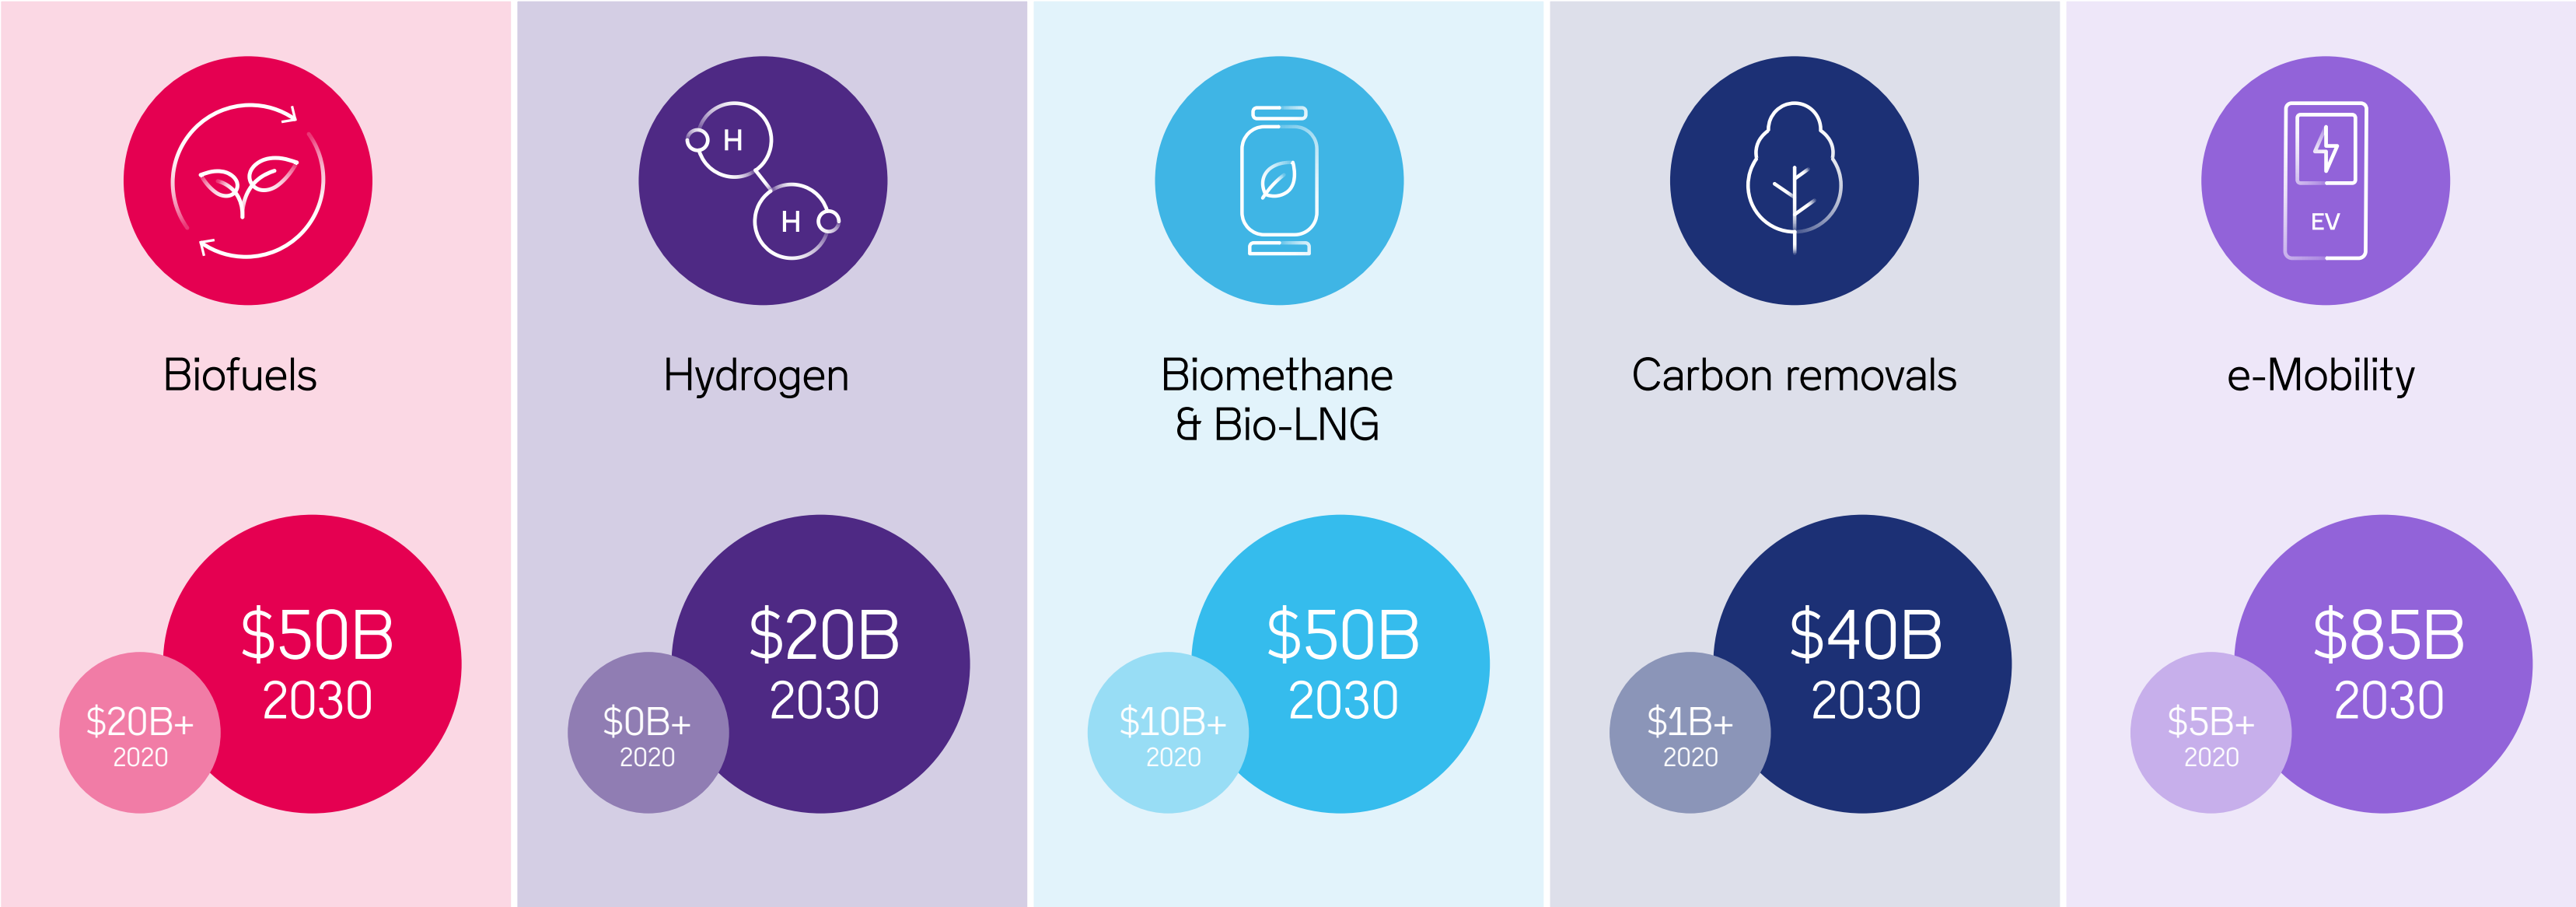 H
H
EV
Biofuels
Hydrogen
Biomethane
& Bio-LNG
Carbon removals
e-Mobility
$50B
2030
$20B+
2020
$20B
2030
$0B+
2020
$50B
2030
$10B+
2020
$40B
2030
$1B+
2020
$85B
2030
$5B+
2020